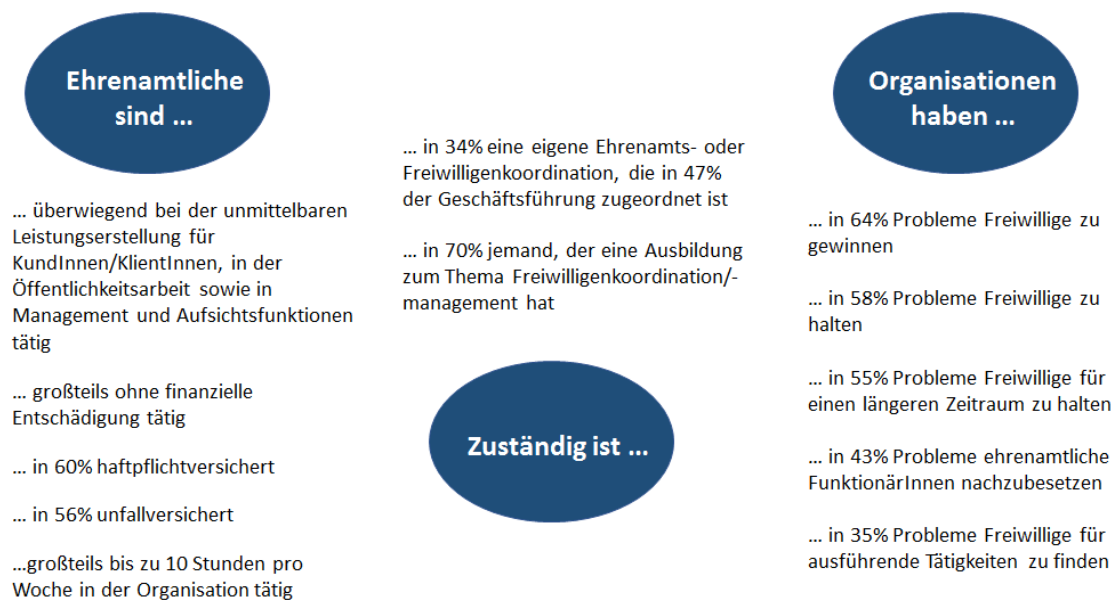 Ehrenamtliche
sind ...
... überwiegend bei der unmittelbaren
Leistungserstellung für
KundInnen/KlientInnen, in der
Öffentlichkeitsarbeit sowie in
Management und Aufsichtsfunktionen
tätig
... großteils ohne finanzielle
Entschädigung tätig
... in 60% haftpflichtversichert
... in 56% unfallversichert
...großteils bis zu 10 Stunden pro
Woche in der Organisation tätig
... in 34% eine eigene Ehrenamts- oder
Freiwilligenkoordination, die in 47%
der Geschäftsführung zugeordnet ist
... in 70% jemand, der eine Ausbildung
zum Thema Freiwilligenkoordination/-
management hat
Zuständig ist ...
Organisationen
haben ...
... in 64% Probleme Freiwillige zu
gewinnen
... in 58% Probleme Freiwillige zu
halten
... in 55% Probleme Freiwillige für
einen längeren Zeitraum zu halten
... in 43% Probleme ehrenamtliche
FunktionärInnen nachzubesetzen
... in 35% Probleme Freiwillige für
ausführende Tätigkeiten zu finden